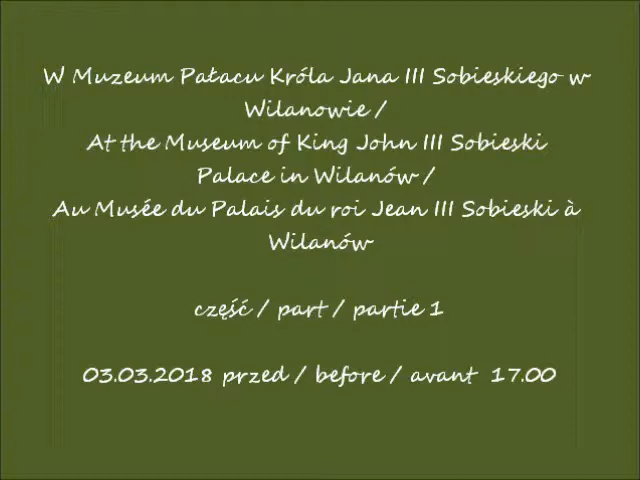 W Muzeum Pałacu Króla Jana III Sobieskiego w
Wilanowie /
At the Museum of King John III Sobieski
Palace in Wilanów /
Au Musée du Palais du roi Jean III Sobieski à
Wilanów
część / part / partie 1
03.03.2018 przed / before / avant 17.00